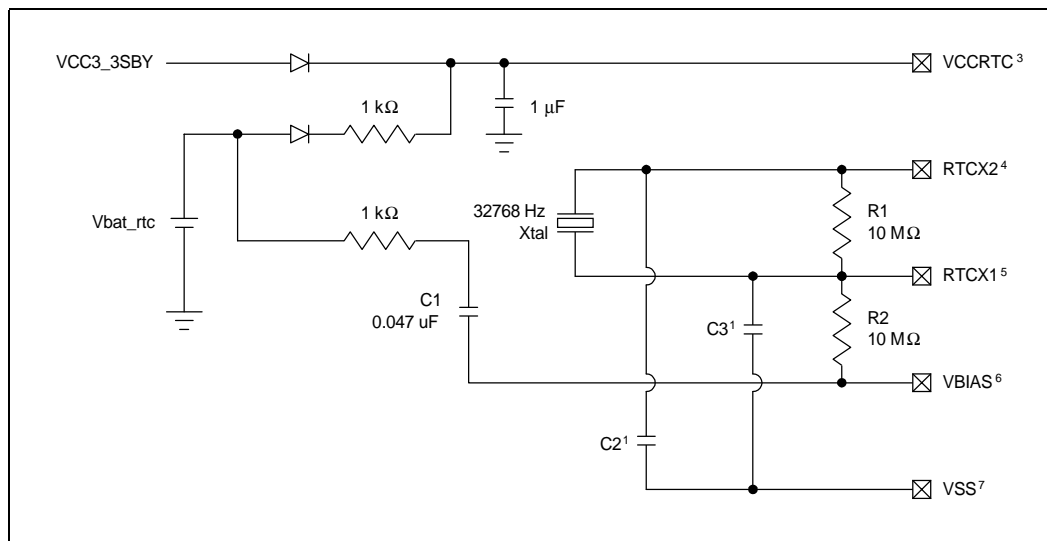 VCC3_3SBY
VCCRTC 3
1 kΩ
1 μF
RTCX2 4
Vbat_rtc
1 kΩ
32768 Hz
Xtal
R1
10 MΩ
RTCX1 5
C1
0.047 uF
C3 1
R2
10 MΩ
VBIAS 6
C2 1
VSS 7